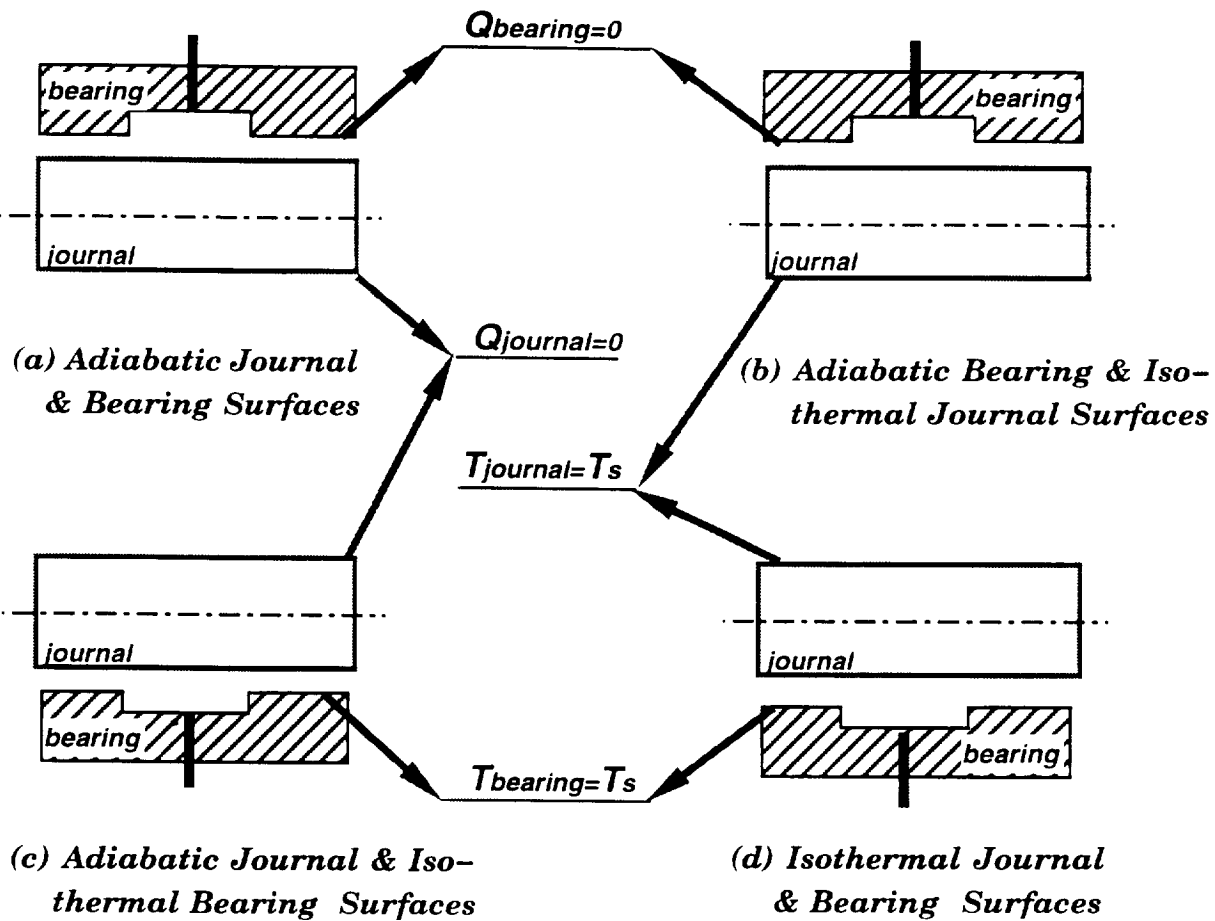 Qbearing=0
bearing
bearing
journal
journal
Qjournal=0
(a) Adiabatic Journal
& Bearing Surfaces
(b) Adiabatic Bearing & Iso-
thermal Journal Surfaces
Tjournal=Ts
journal
journal
bearing
bearing
Tbearing=Ts
(c) Adiabatic Journal & Iso-
thermal Bearing Surfaces
(d) Isothermal Journal
& Bearing Surfaces